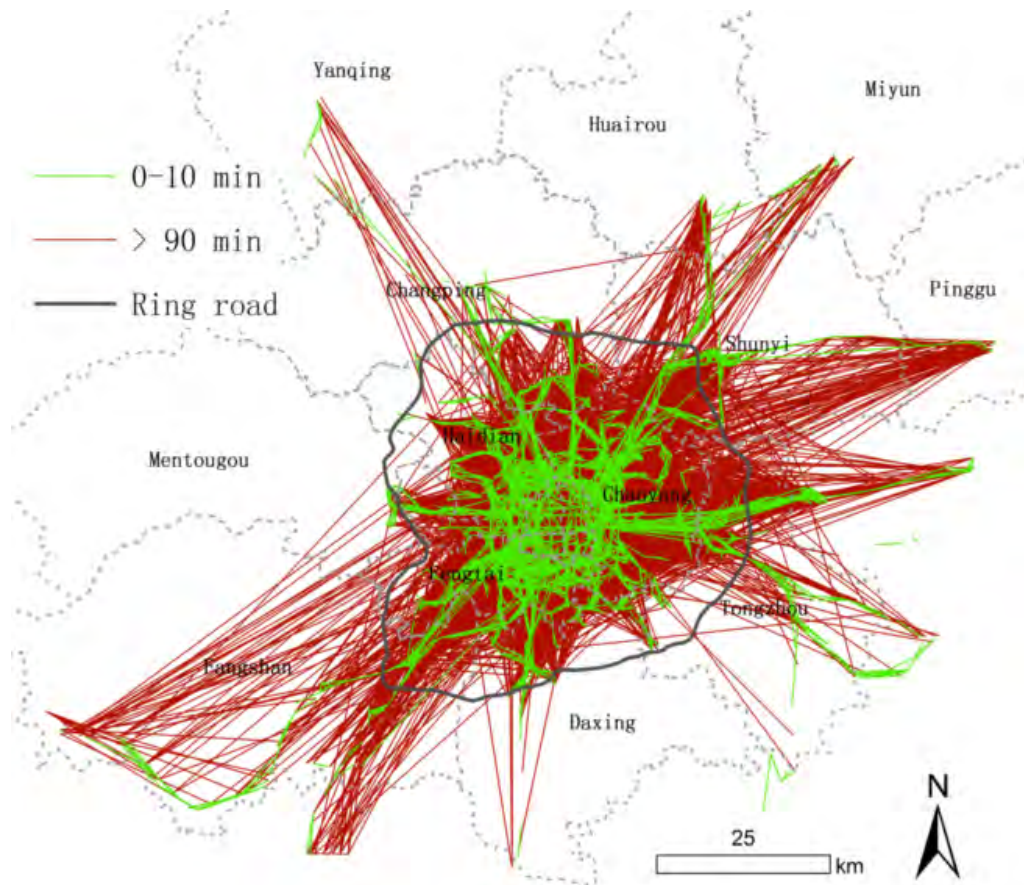 Yanqing
Miyun
Huairou
0-10 min
> 90 min
Changping
Pinggu
Ring road
Shunyi
Haidian
Mentougou
Chaoyang
Fengtai
Tongzhou
Fangshan
Daxing
N
25
km